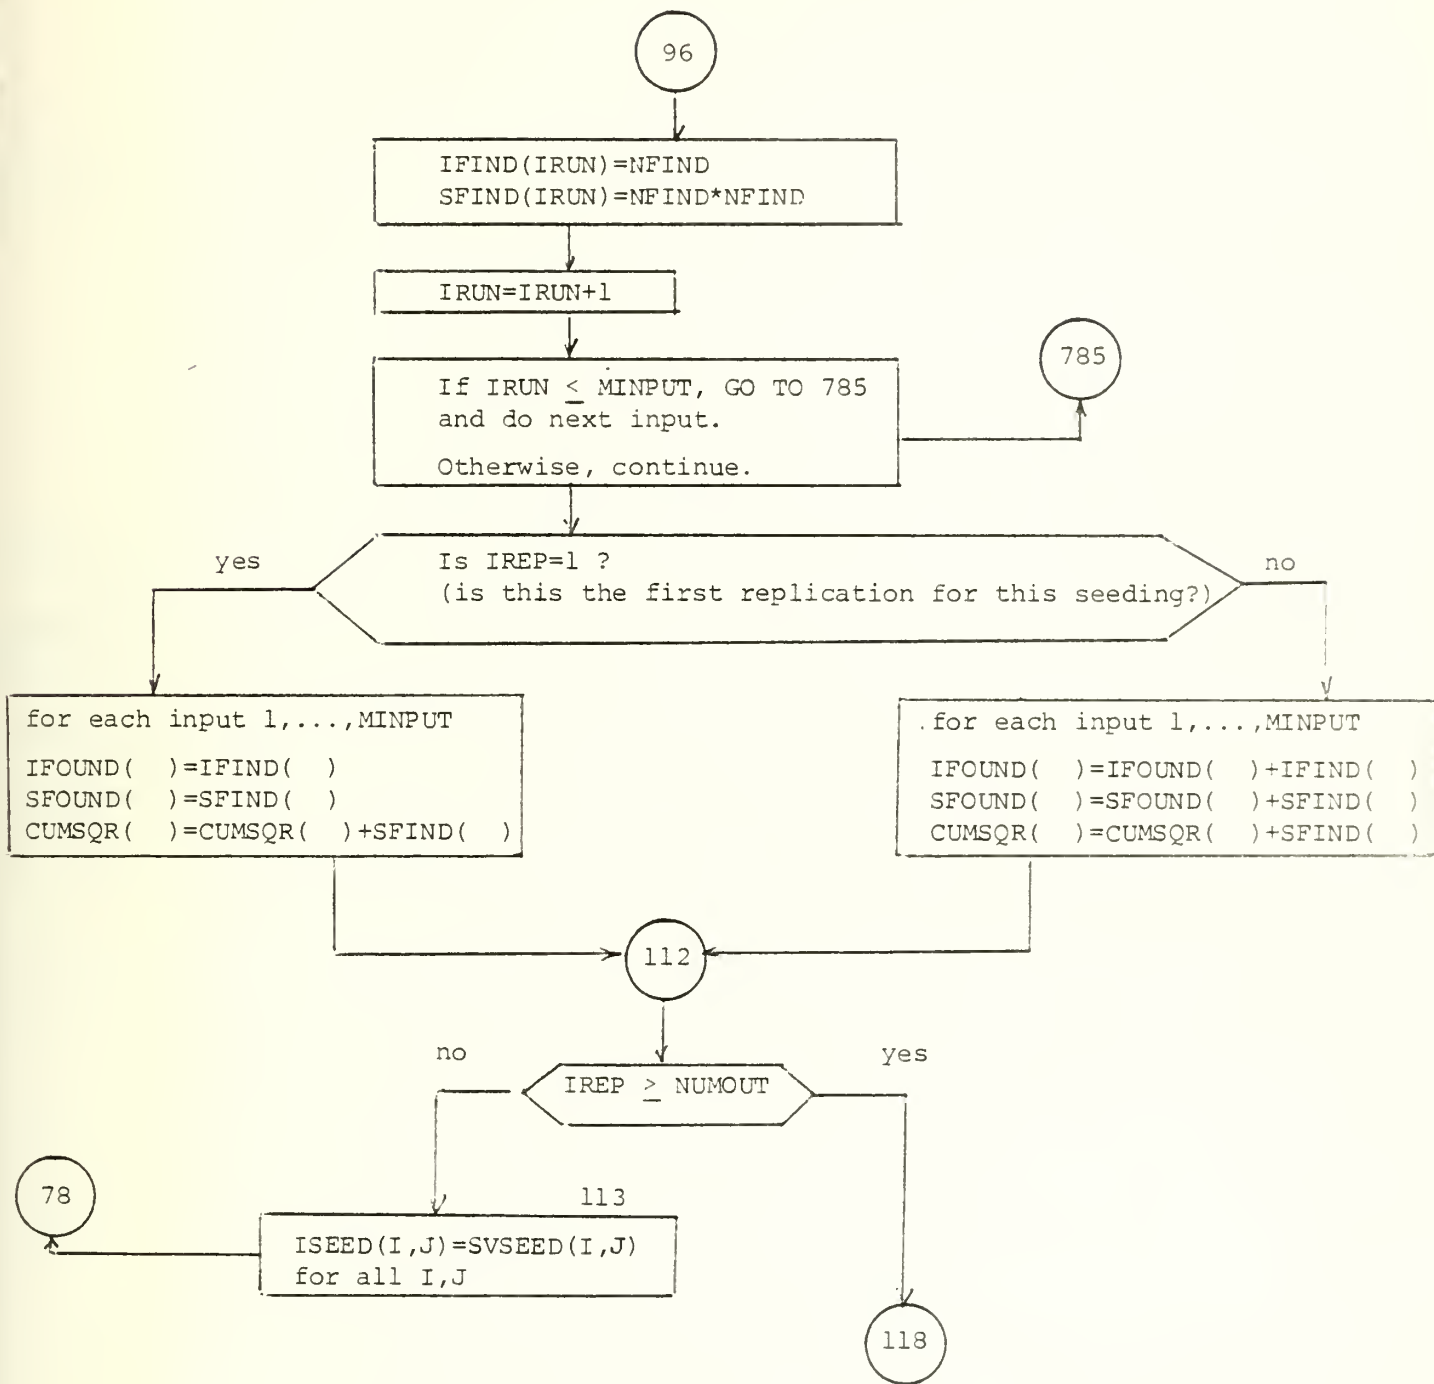 96
IFIND(IRUN)=NFIND
SFIND(IRUN)=NFIND*NFIND
IRUN=IRUN+1
If IRUN ≤ MINPUT, GO TO 785
and do next input.
Otherwise, continue.
785
yes
Is IREP=1 ?
(is this the first replication for this seeding?)
no
for each input 1,...,MINPUT
IFOUND( )=IFIND( )
SFOUND( )=SFIND( )
CUMSQR( )=CUMSQR( )+SFIND( )
for each input 1,...,MINPUT
IFOUND( )=IFOUND( )+IFIND( )
SFOUND( )=SFOUND( )+SFIND( )
CUMSQR( )=CUMSQR( )+SFIND( )
112
no
IREP ≥ NUMOUT
yes
78
113
ISEED(I,J)=SVSEED(I,J)
for all I,J
118